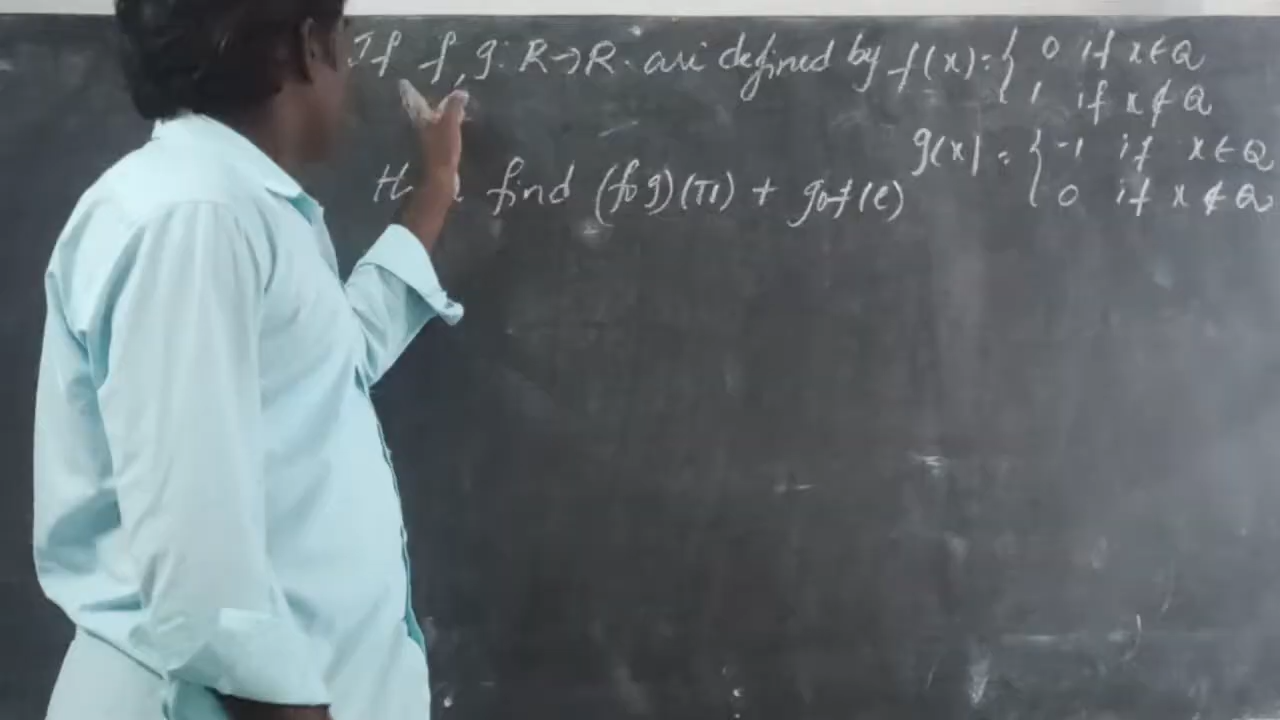 If f, g: R→R. are defined by f(x) = { 0 if x ∈ Q
1 if x ∉ Q
g(x) = { -1 if x ∈ Q
0 if x ∉ Q
find (fog)(π) + gof(e)